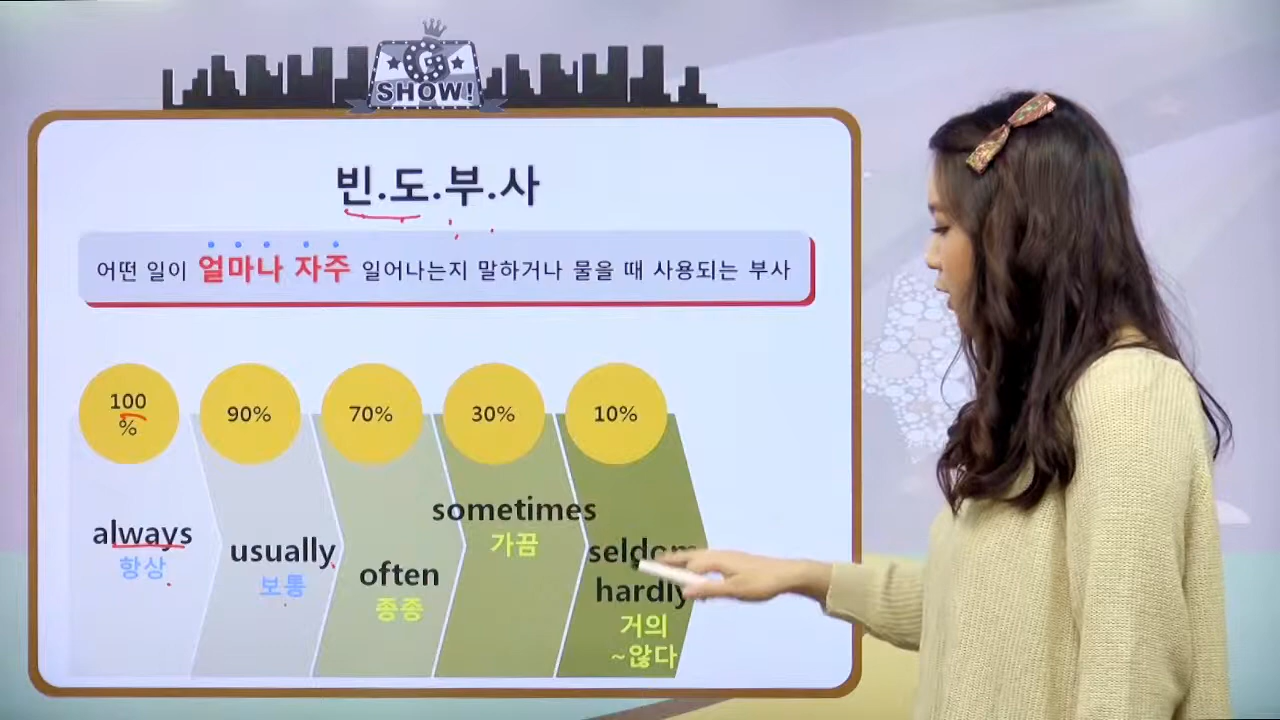 G
SHOW!
빈.도.부.사
어떤 일이 얼마나 자주 일어나는지 말하거나 물을 때 사용되는 부사
100
%
90%
70%
30%
10%
always
항상
usually
보통
often
종종
sometimes
가끔
seldom
hardly
거의
~않다